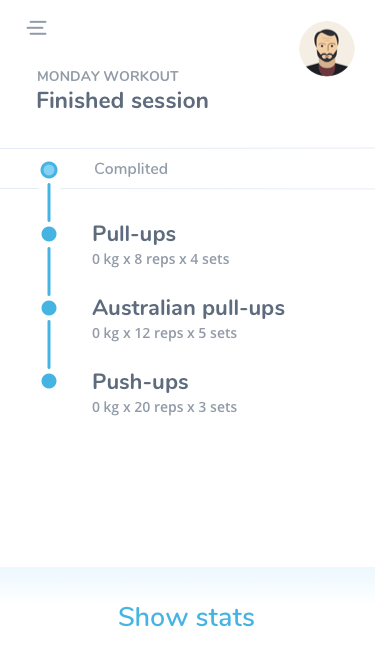 MONDAY WORKOUT
Finished session
Complited
Pull-ups
0 kg x 8 reps x 4 sets
Australian pull-ups
0 kg x 12 reps x 5 sets
Push-ups
0 kg x 20 reps x 3 sets
Show stats